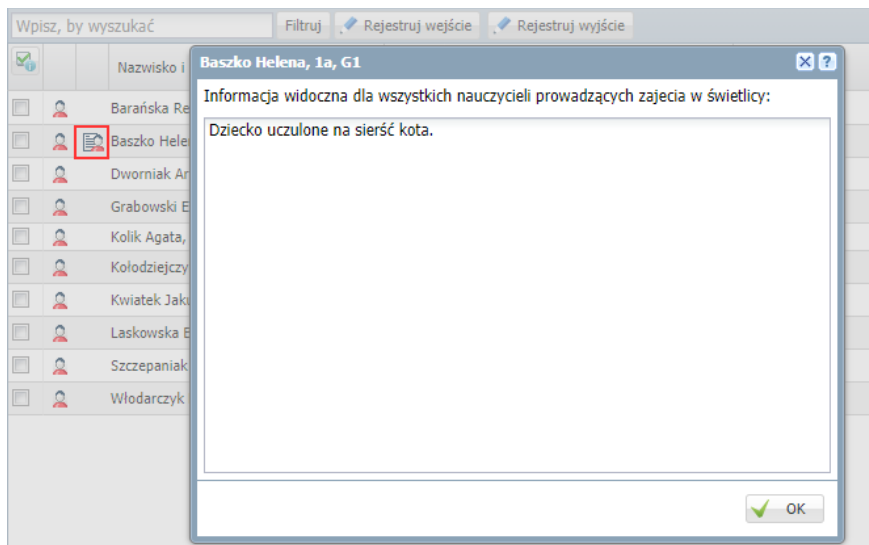 Wpisz, by wyszukać Filtruj Rejestruj wejście Rejestruj wyjście
Nazwisko i
Baszko Helena, 1a, G1
Informacja widoczna dla wszystkich nauczycieli prowadzących zajecia w świetlicy:
Dziecko uczulone na sierść kota.
Barańska Re
Baszko Hele
Dworniak Ar
Grabowski E
Kolik Agata,
Kołodziejczy
Kwiatek Jaku
Laskowska E
Szczepaniak
Włodarczyk
OK